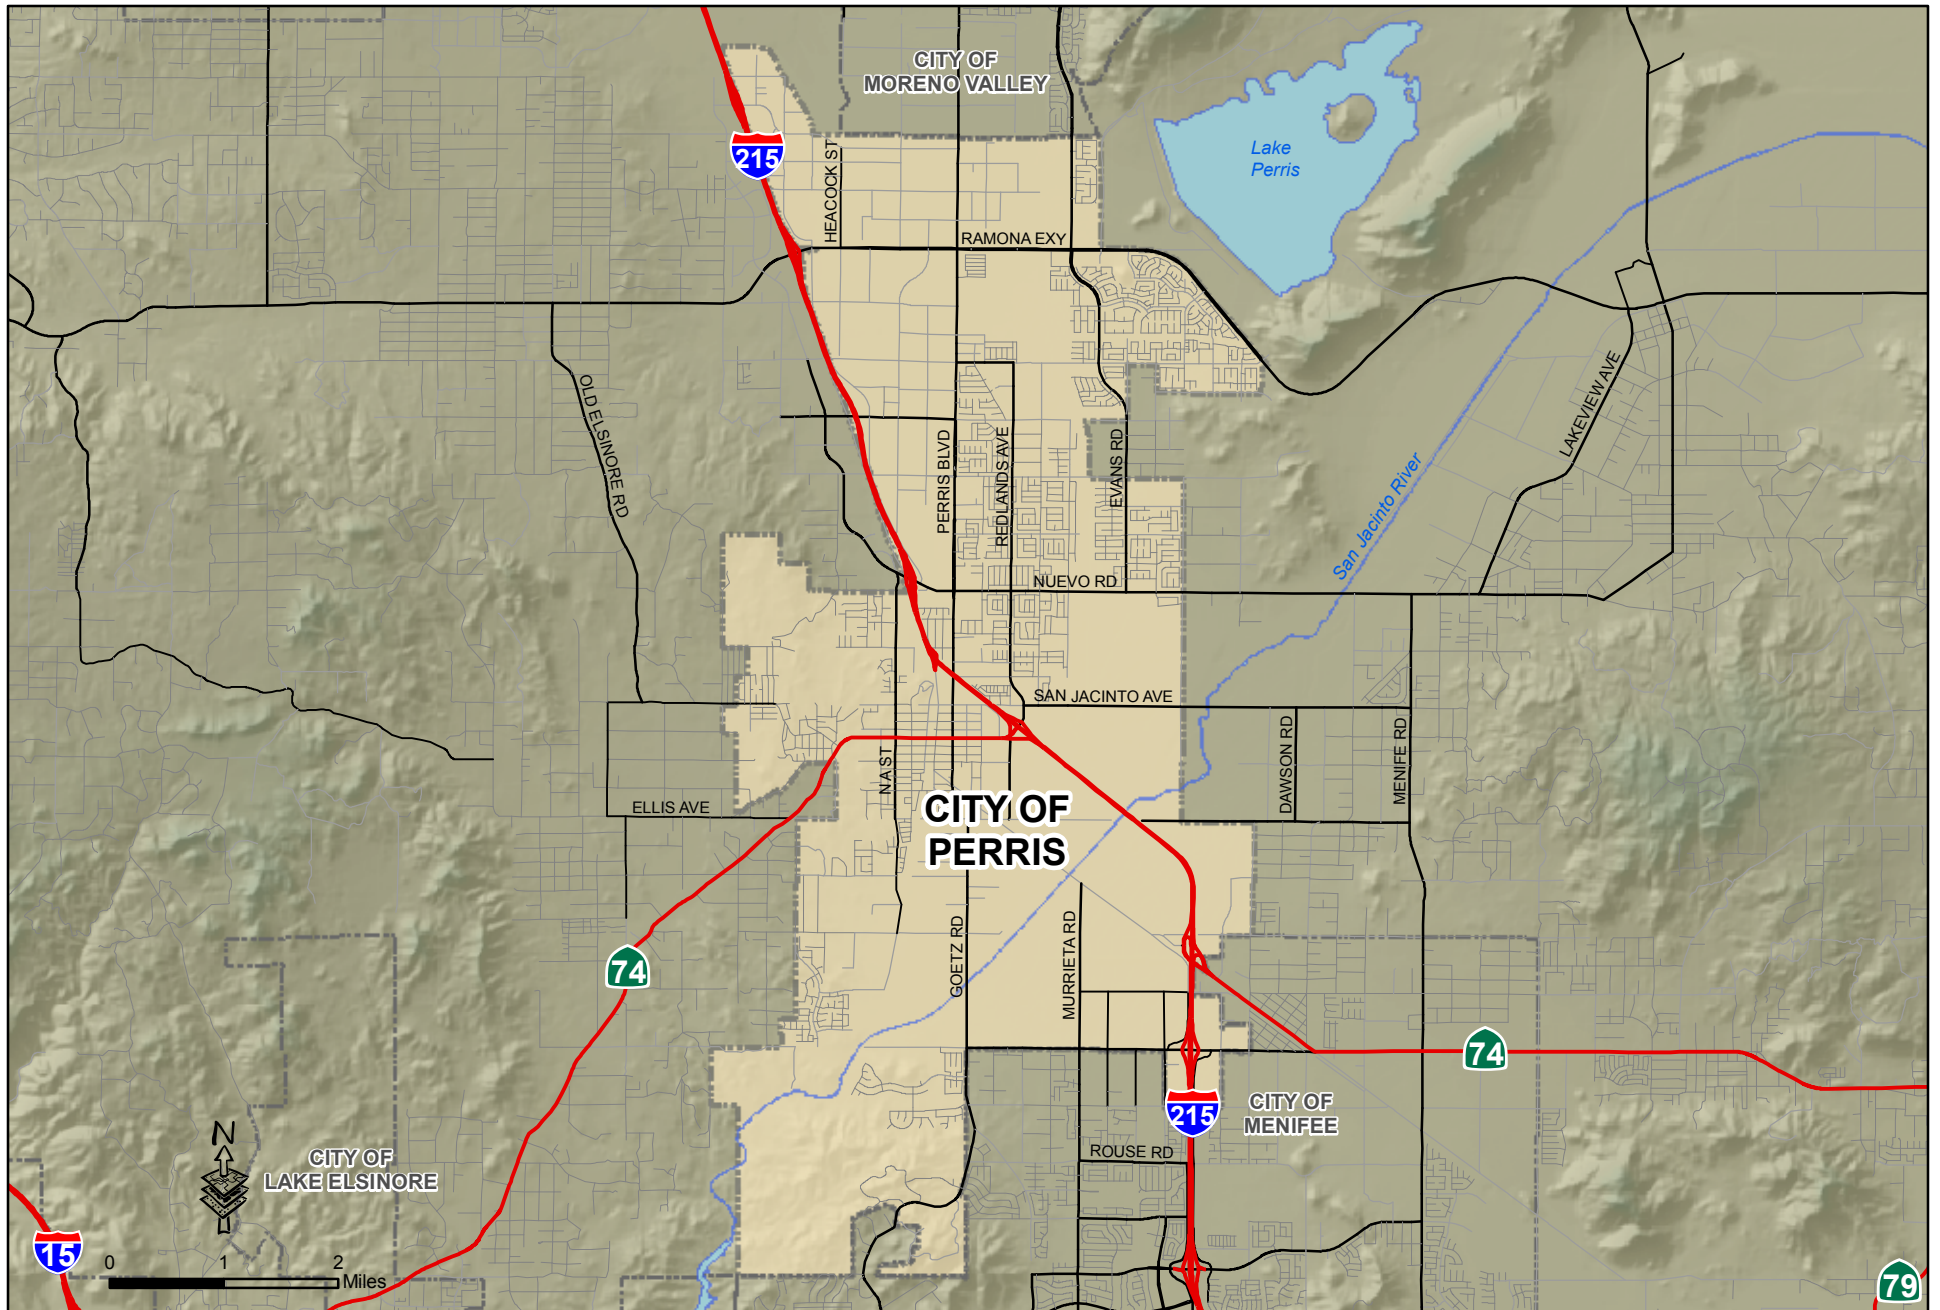 CITY OF
MORENO VALLEY
215
HEACOCK ST
Lake
Perris
RAMONA EXY
OLD ELSINORE RD
PERRIS BLVD
REDLANDS AVE
EVANS RD
LAKEVIEW AVE
San Jacinto River
NUEVO RD
SAN JACINTO AVE
N A ST
DAWSON RD
MENIFE RD
ELLIS AVE
CITY OF
PERRIS
74
GOETZ RD
MURRIETA RD
74
215
CITY OF
MENIFEE
ROUSE RD
N
CITY OF
LAKE ELSINORE
15
0 1 2
Miles
79